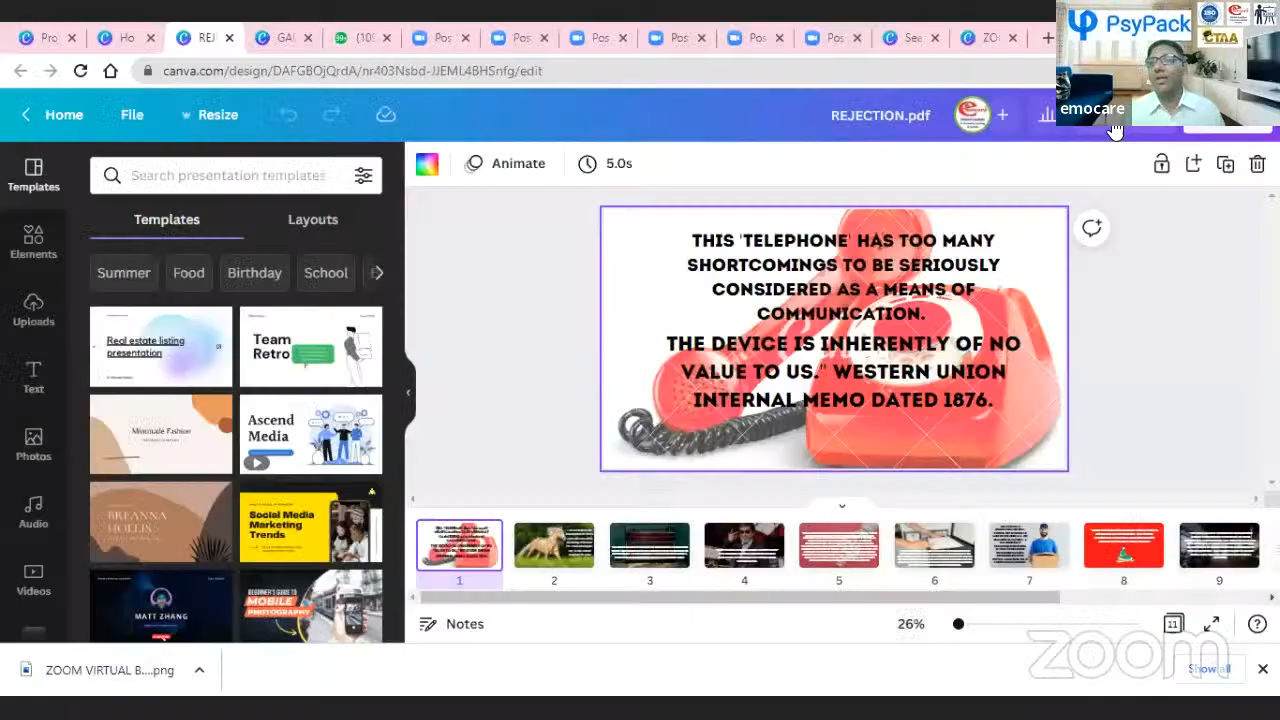 Pro
Ho
REJ
GAI
(10
Pos
Pos
Pos
Pos
Pos
Pos
See
ZO
PsyPack
ISO
CTAA
emocare
canva.com/design/DAFGBOjQrdA/nr403Nsbd-JJEML4BHSnfg/edit
Home
File
Resize
REJECTION.pdf
Animate
5.0s
Templates
Elements
Uploads
Text
Photos
Audio
Videos
Search presentation templates
Templates
Layouts
Summer
Food
Birthday
School
Real estate listing
presentation
Team
Retro
Minimale Fashion
Ascend
Media
BREANNA
HOLLIS
Social Media
Marketing
Trends
MATT ZHANG
BEGINNER'S GUIDE TO
MOBILE
PHOTOGRAPHY
THIS 'TELEPHONE' HAS TOO MANY
SHORTCOMINGS TO BE SERIOUSLY
CONSIDERED AS A MEANS OF
COMMUNICATION.
THE DEVICE IS INHERENTLY OF NO
VALUE TO US." WESTERN UNION
INTERNAL MEMO DATED 1876.
1
2
3
4
5
6
7
8
9
Notes
26%
11
zoom
ZOOM VIRTUAL B....png
Show all